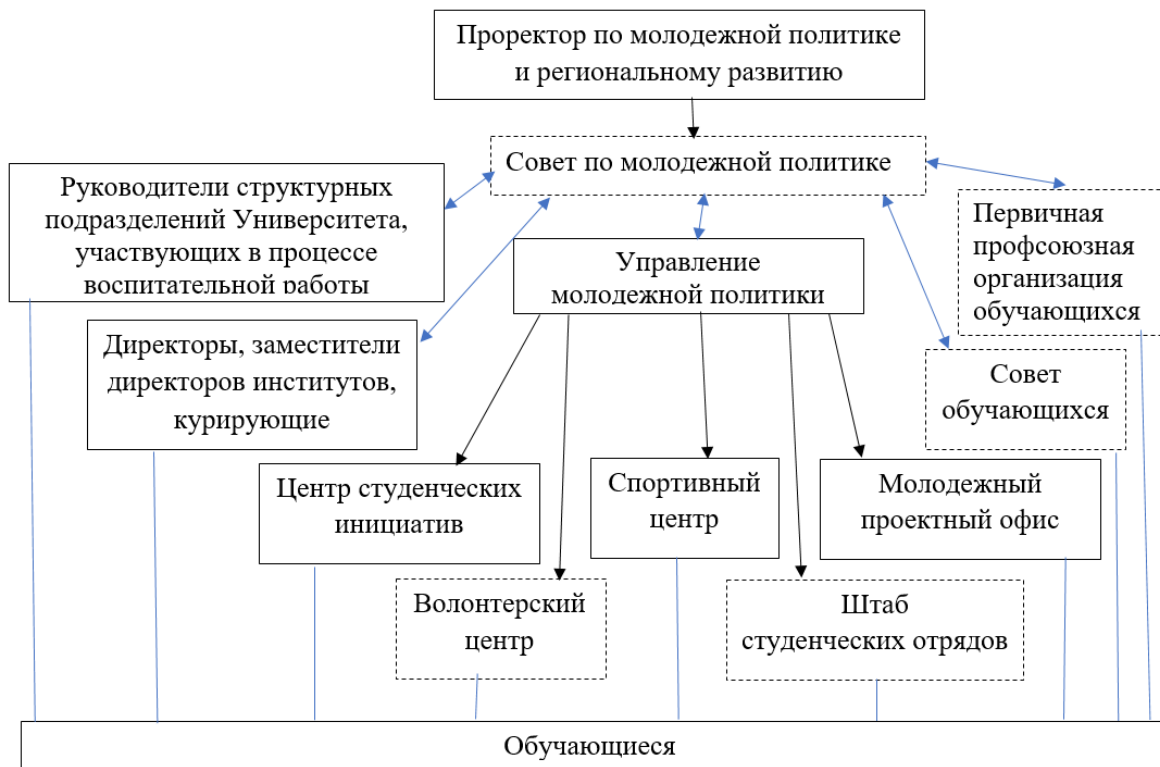 Проректор по молодежной политике
и региональному развитию
Совет по молодежной политике
Руководители структурных
подразделений Университета,
участвующих в процессе
воспитательной работы
Первичная
профсоюзная
организация
обучающихся
Управление
молодежной политики
Директоры, заместители
директоров институтов,
курирующие
Совет
обучающихся
Центр студенческих
инициатив
Спортивный
центр
Молодежный
проектный офис
Волонтерский
центр
Штаб
студенческих отрядов
Обучающиеся